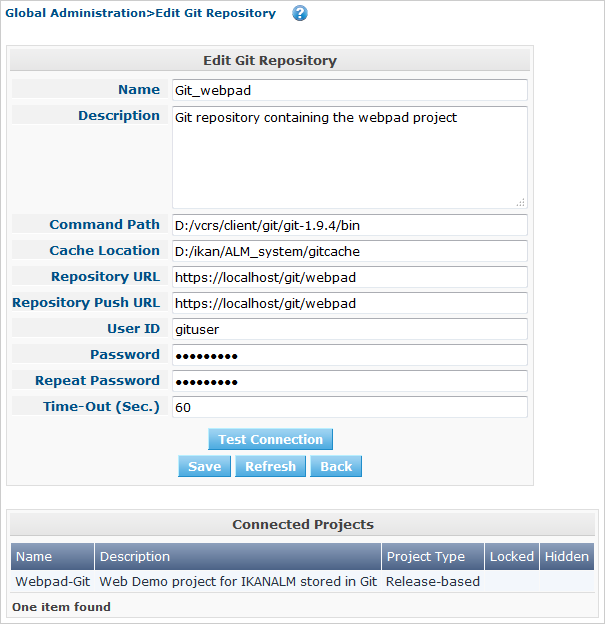 Global Administration>Edit Git Repository ?
Edit Git Repository
Name Git_webpad
Description Git repository containing the webpad project
Command Path D:/vcrs/client/git/git-1.9.4/bin
Cache Location D:/ikan/ALM_system/gitcache
Repository URL https://localhost/git/webpad
Repository Push URL https://localhost/git/webpad
User ID gituser
Password ●●●●●●●●●
Repeat Password ●●●●●●●●●
Time-Out (Sec.) 60
Test Connection
Save Refresh Back
Connected Projects
Name Description Project Type Locked Hidden
Webpad-Git Web Demo project for IKANALM stored in Git Release-based
One item found